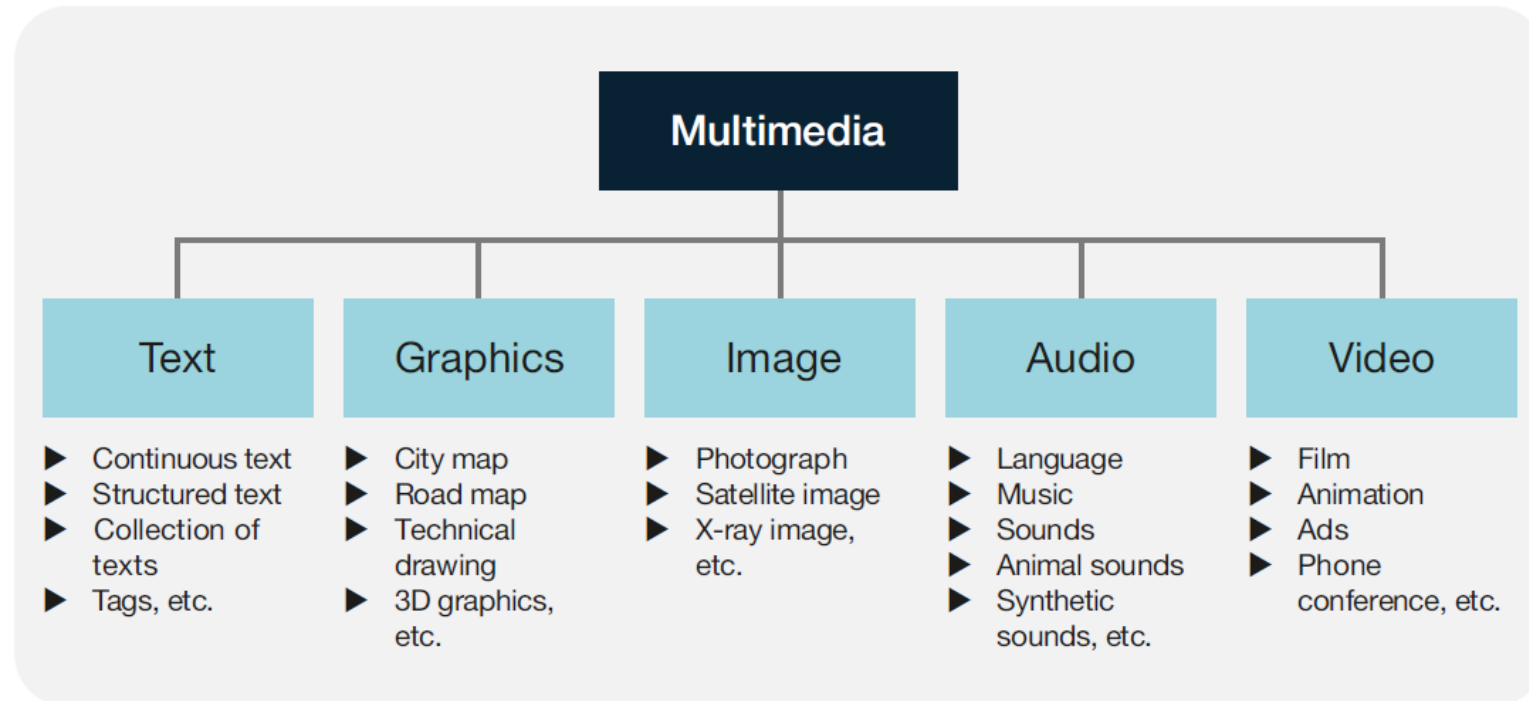 Multimedia
Text
Graphics
Image
Audio
Video
▶ Continuous text
▶ Structured text
▶ Collection of
texts
▶ Tags, etc.
▶ City map
▶ Road map
▶ Technical
drawing
▶ 3D graphics,
etc.
▶ Photograph
▶ Satellite image
▶ X-ray image,
etc.
▶ Language
▶ Music
▶ Sounds
▶ Animal sounds
▶ Synthetic
sounds, etc.
▶ Film
▶ Animation
▶ Ads
▶ Phone
conference, etc.